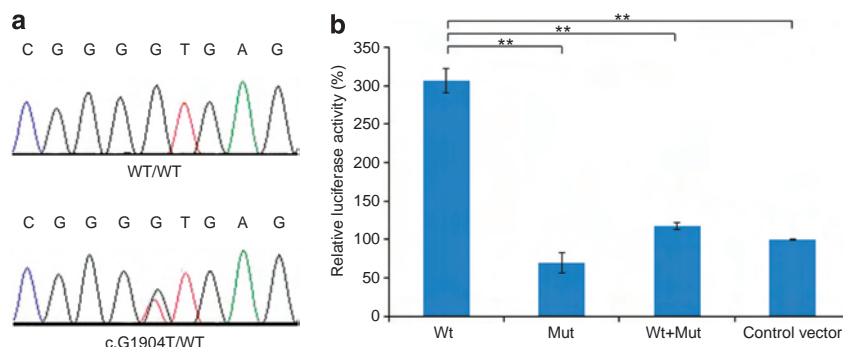 a
C G G G G T G A G
WT/WT
C G G G G T G A G
c.G1904T/WT
b
**
**
**
Relative luciferase activity (%)
350
300
250
200
150
100
50
0
Wt Mut Wt+Mut Control vector